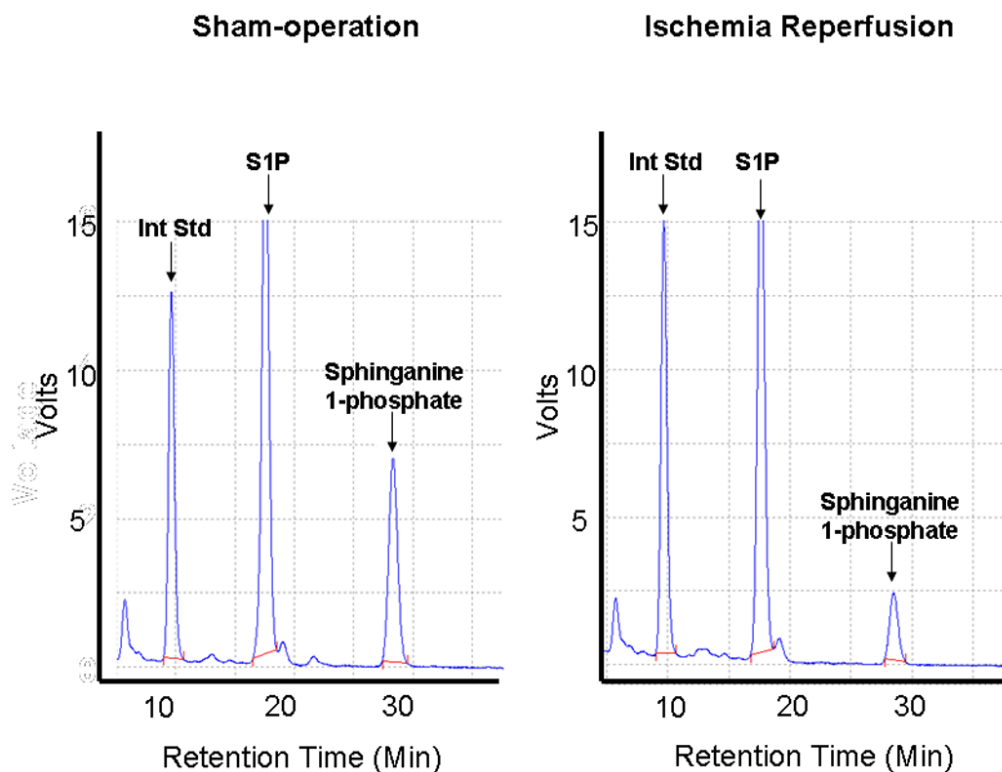 Sham-operation
S1P
Int Std
15
10
Sphinganine
1-phosphate
Volts
5
10 20 30
Retention Time (Min)
Ischemia Reperfusion
Int Std S1P
15
10
Volts
5
Sphinganine
1-phosphate
10 20 30
Retention Time (Min)